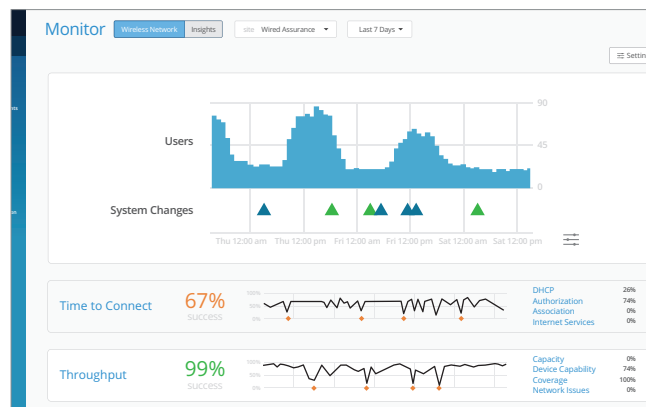 Monitor
Wireless Network Insights
site Wired Assurance
Last 7 Days
Users
90
45
0
System Changes
Thu 12:00 am Thu 12:00 pm Fri 12:00 am Fri 12:00 pm Sat 12:00 am Sat 12:00 pm
Time to Connect
67%
success
100%
50%
0%
DHCP 26%
Authorization 74%
Association 0%
Internet Services 0%
Throughput
99%
success
100%
50%
0%
Capacity 0%
Device Capability 74%
Coverage 100%
Network Issues 0%